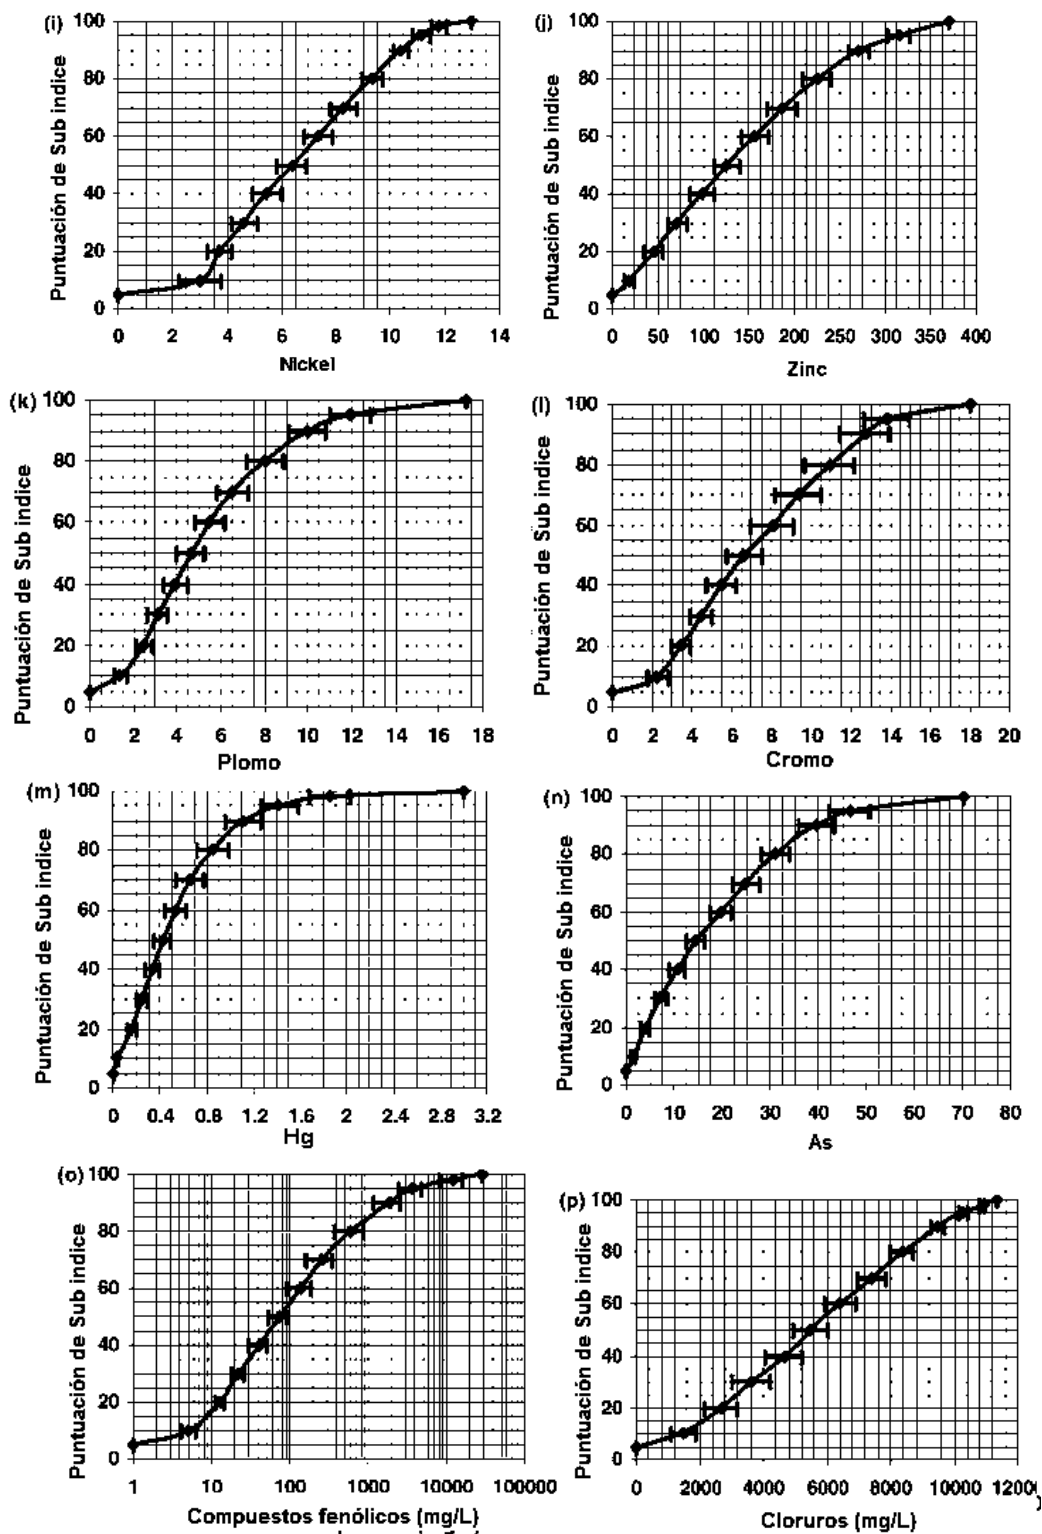 (i)
Puntuación de Sub indice
100
80
60
40
20
0
0 2 4 6 8 10 12 14
Nickel
(j)
Puntuación de Sub indice
100
80
60
40
20
0
0 50 100 150 200 250 300 350 400
Zinc
(k)
Puntuación de Sub indice
100
80
60
40
20
0
0 2 4 6 8 10 12 14 16 18
Plomo
(l)
Puntuación de Sub indice
100
80
60
40
20
0
0 2 4 6 8 10 12 14 16 18 20
Cromo
(m)
Puntuación de Sub indice
100
80
60
40
20
0
0 0.4 0.8 1.2 1.6 2 2.4 2.8 3.2
Hg
(n)
Puntuación de Sub indice
100
80
60
40
20
0
0 10 20 30 40 50 60 70 80
As
(o)
Puntuación de Sub indice
100
80
60
40
20
0
1 10 100 1000 10000 100000
Compuestos fenólicos (mg/L)
(p)
Puntuación de Sub indice
100
80
60
40
20
0
0 2000 4000 6000 8000 10000 12000
Cloruros (mg/L)